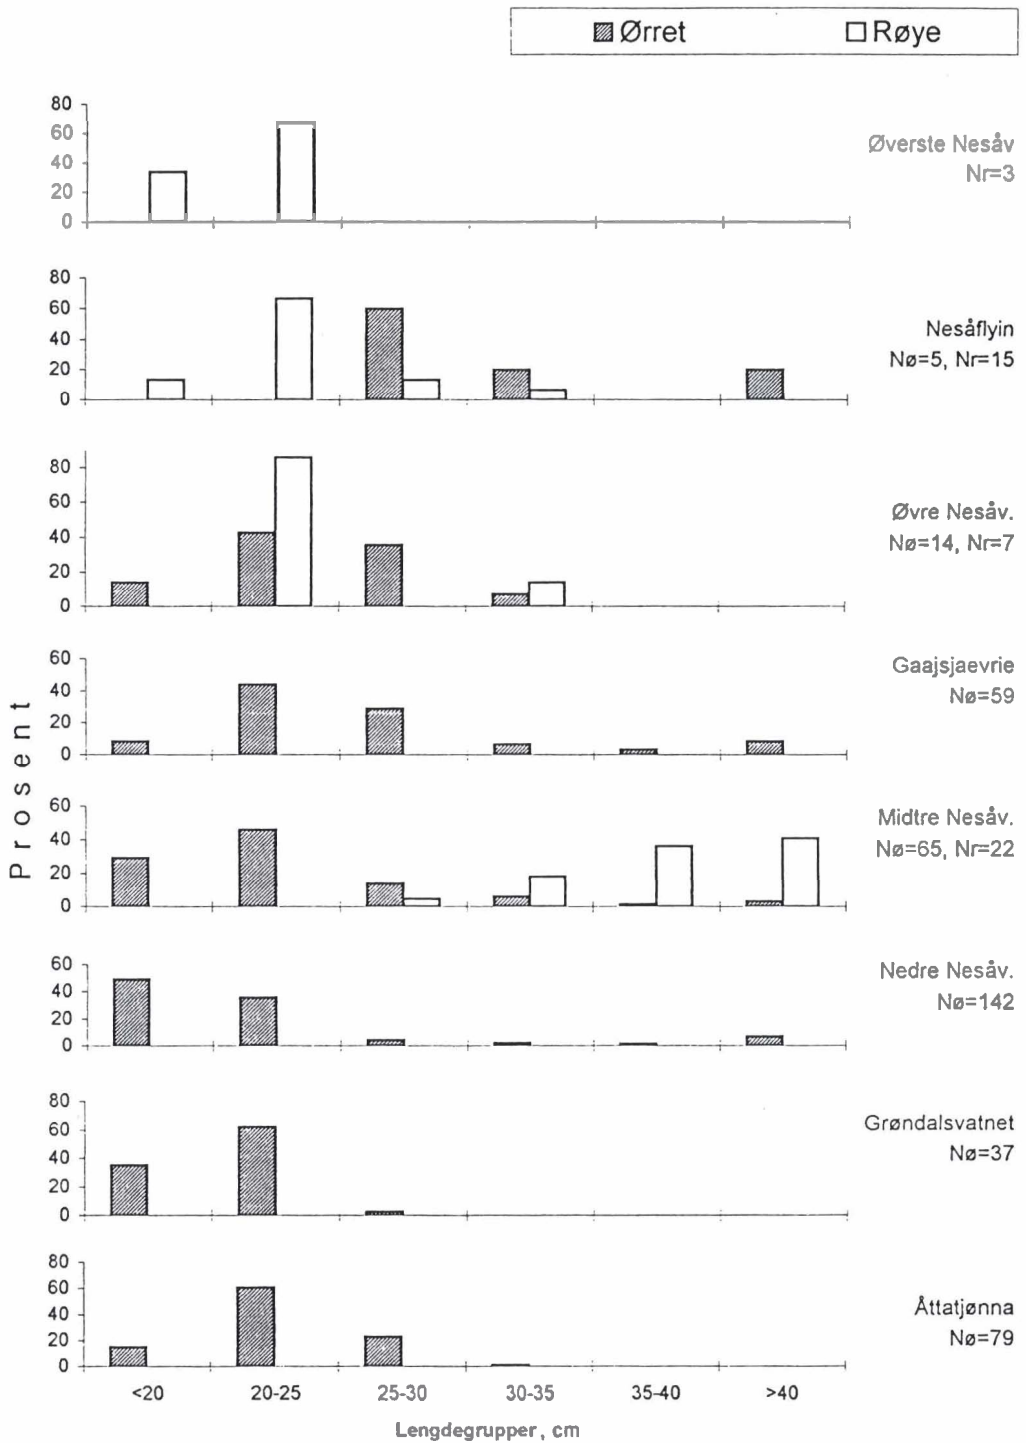 Ørret Røye
80
60
40
20
0
Øverste Nesåv
Nr=3
80
60
40
20
0
Nesåflyin
Nø=5, Nr=15
80
60
40
20
0
Øvre Nesåv.
Nø=14, Nr=7
Prosent
60
40
20
0
Gaajsjaevrie
Nø=59
60
40
20
0
Midtre Nesåv.
Nø=65, Nr=22
60
40
20
0
Nedre Nesåv.
Nø=142
80
60
40
20
0
Grøndalsvatnet
Nø=37
80
60
40
20
0
Åttatjønna
Nø=79
<20 20-25 25-30 30-35 35-40 >40
Lengdegrupper, cm